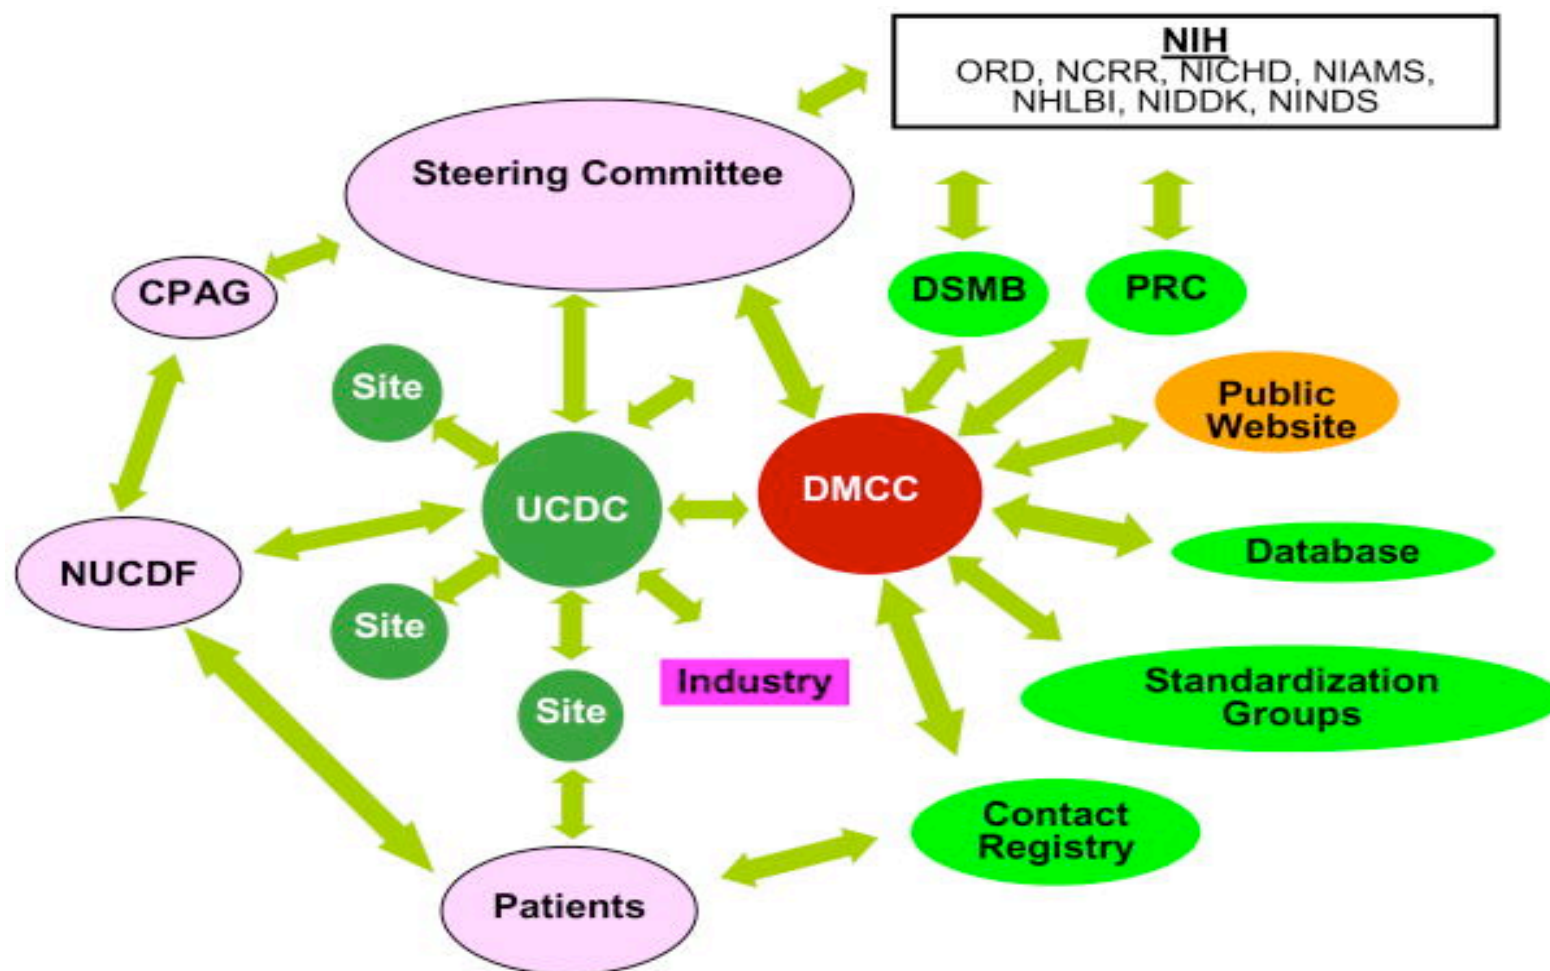 NIH
ORD, NCRR, NICHD, NIAMS,
NHLBI, NIDDK, NINDS
Steering Committee
CPAG
DSMB
PRC
Site
Public
Website
UCDC
DMCC
NUCDF
Database
Site
Industry
Standardization
Groups
Site
Contact
Registry
Patients